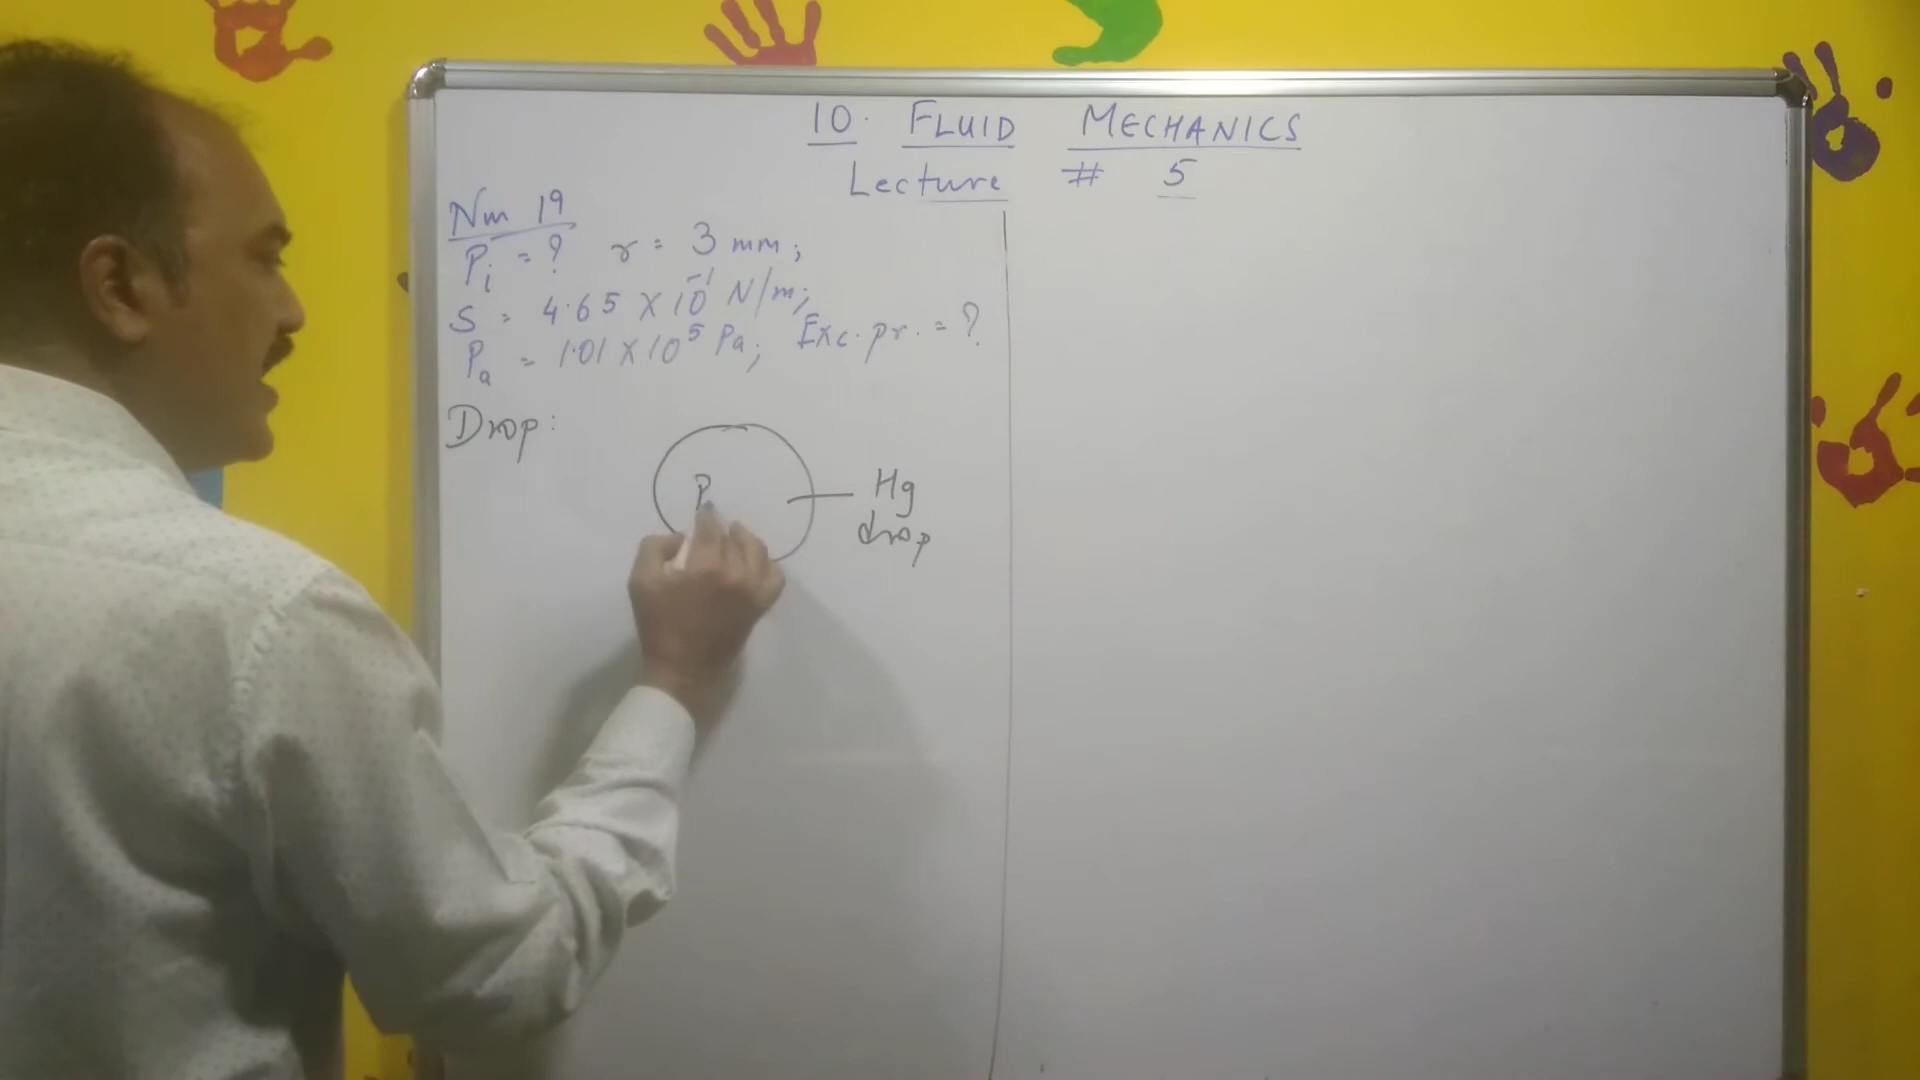 10. FLUID MECHANICS
Lecture # 5
Nm 19
Pi = ? r = 3 mm;
S = 4.65 X 10^-1 N/m;
Pa = 1.01 X 10^5 Pa; Exc. pr. = ?
Drop:
P
Hg
drop